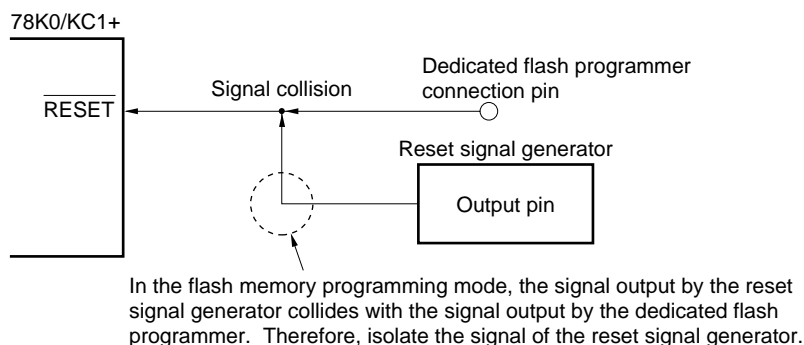 78K0/KC1+
Dedicated flash programmer
connection pin
Signal collision
RESET
Reset signal generator
Output pin
In the flash memory programming mode, the signal output by the reset
signal generator collides with the signal output by the dedicated flash
programmer.  Therefore, isolate the signal of the reset signal generator.